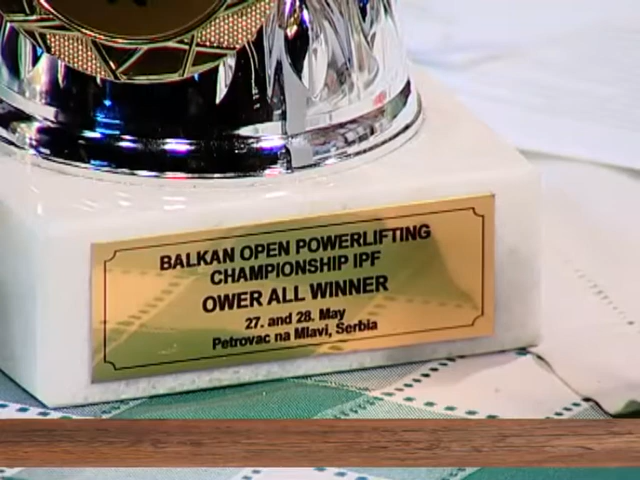 BALKAN OPEN POWERLIFTING
CHAMPIONSHIP IPF
OWER ALL WINNER
27. and 28. May
Petrovac na Mlavi, Serbia